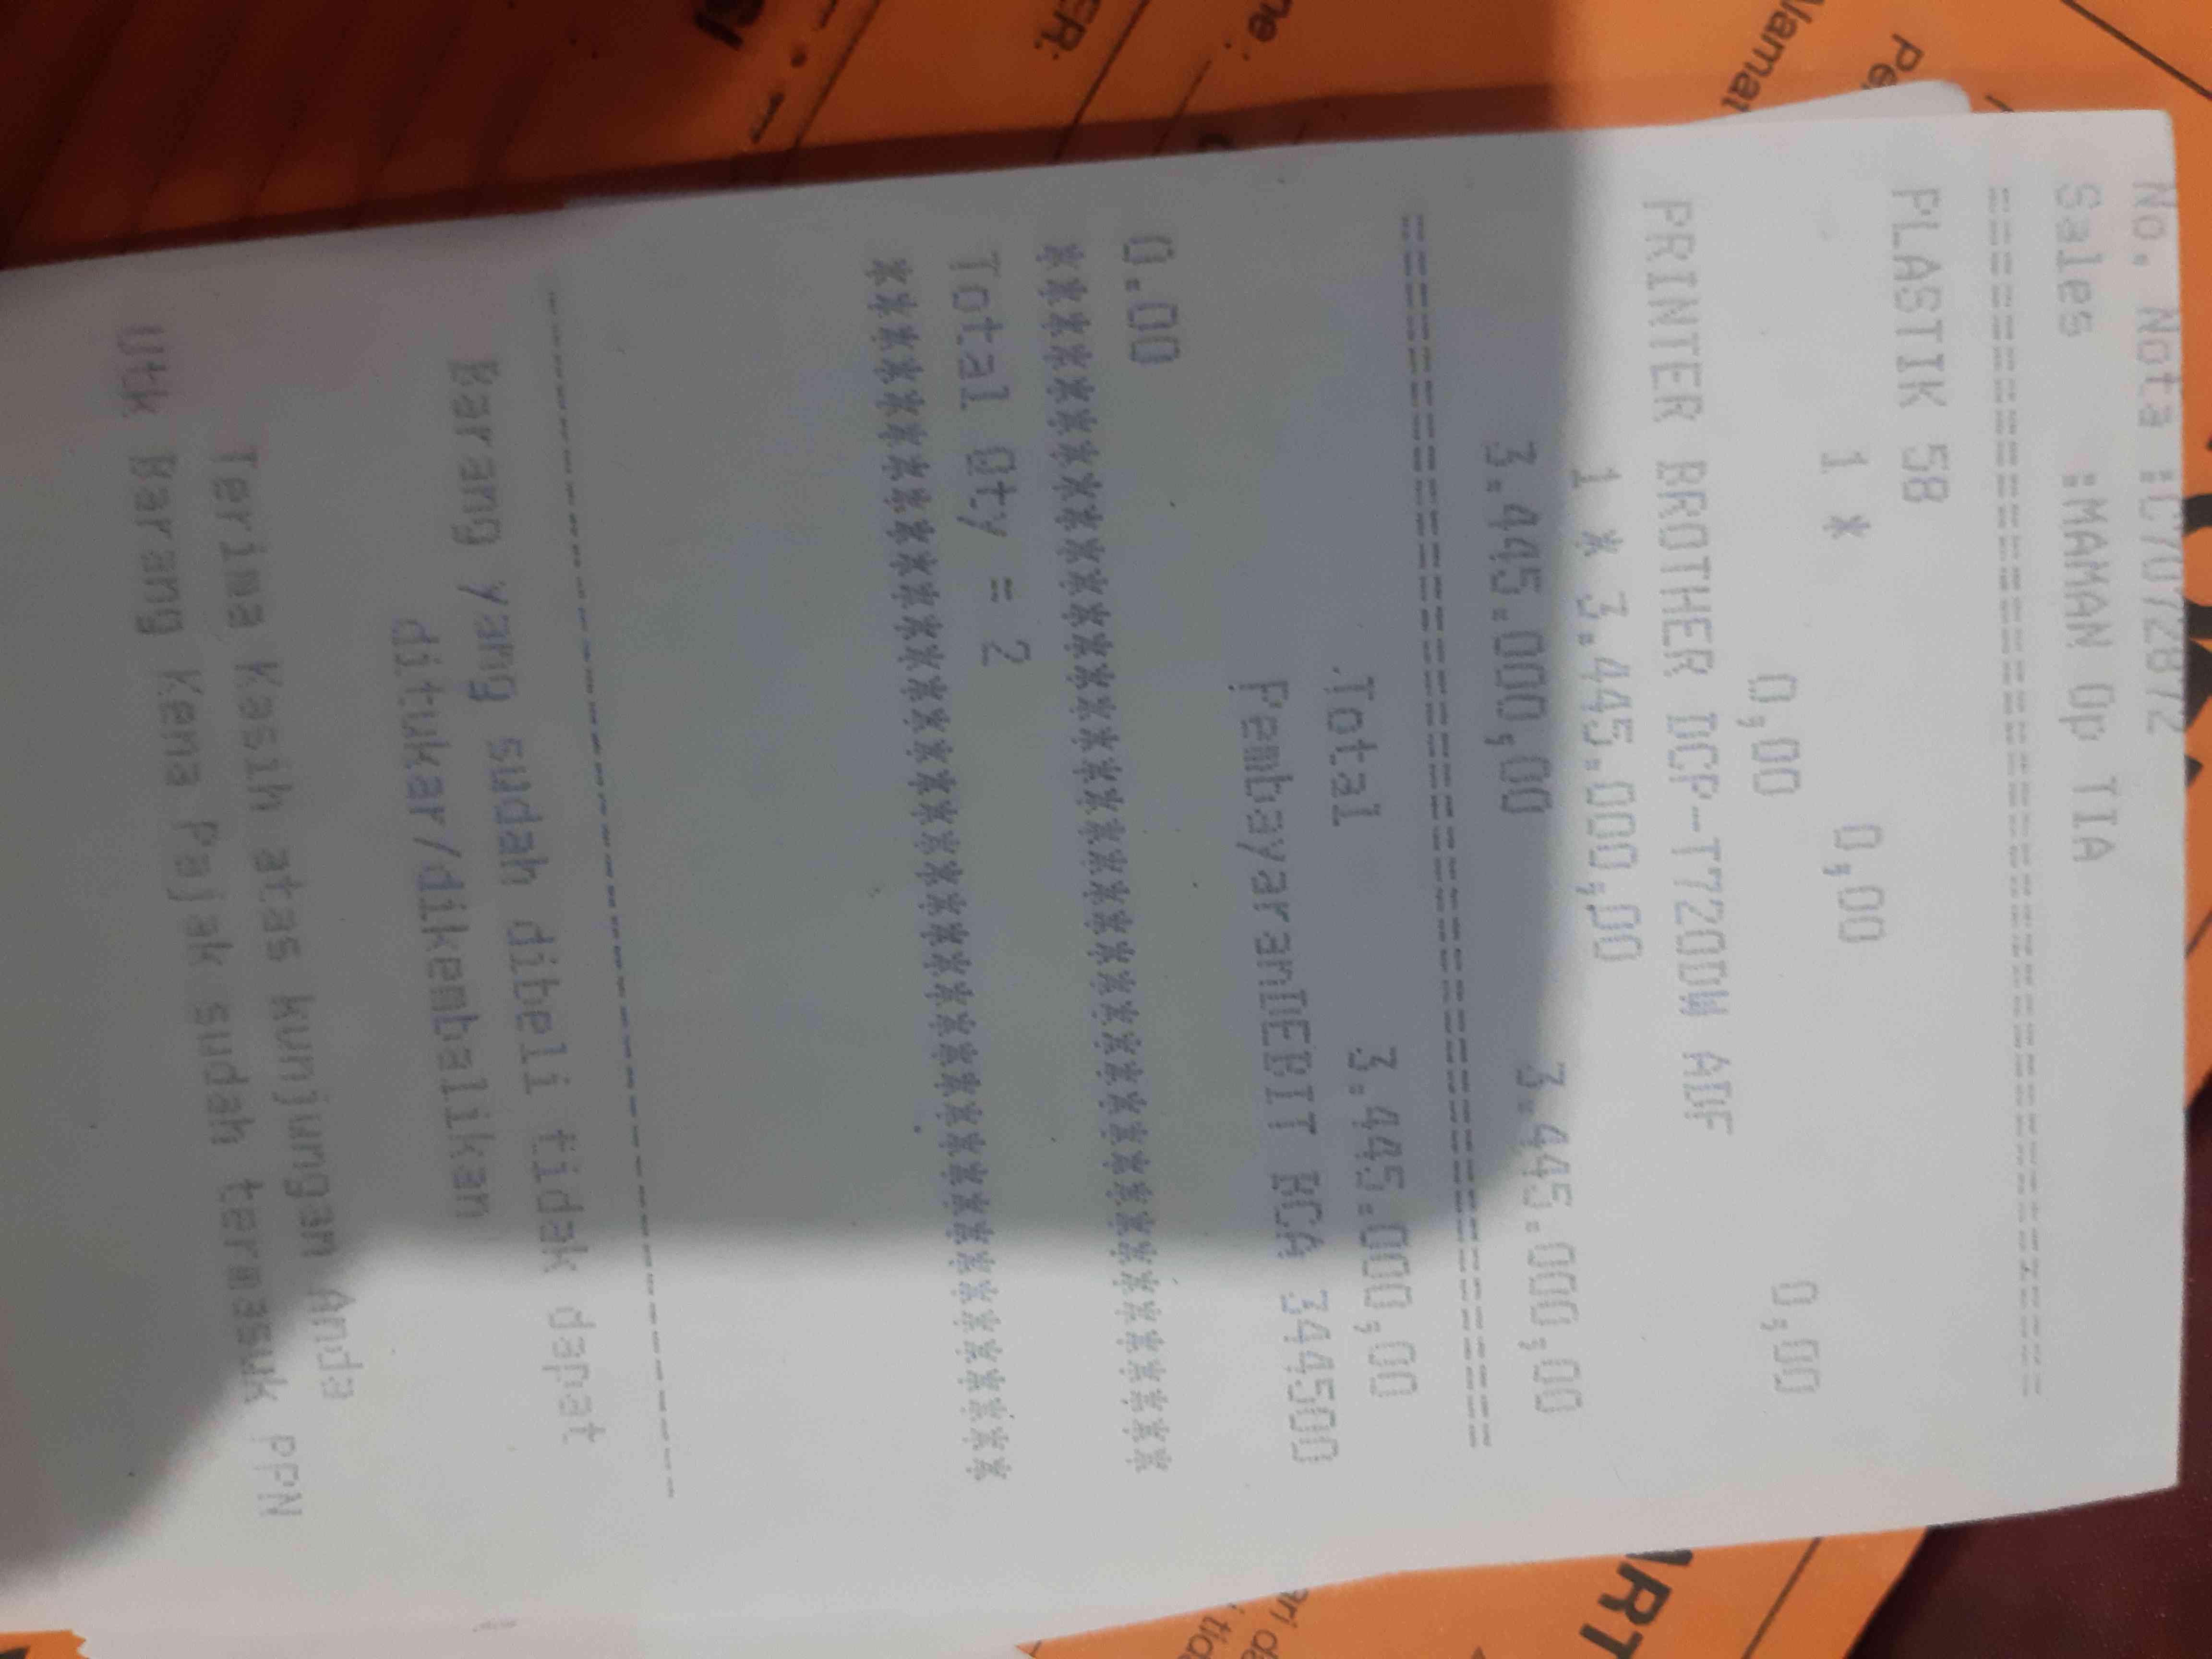 No. Nota :C7072872
Sales :MAMAN Op TIA
================================
PLASTIK 58
1 * 0,00
0,00 0,00
PRINTER BROTHER DCP-T720DW ADF
1 * 3.445.000,00
3.445.000,00 3.445.000,00
================================
Total 3.445.000,00
PembayaranDEBIT BCA 344500
0.00
********************************
Total Qty = 2
********************************
--------------------------------
Barang yang sudah dibeli tidak dapat
ditukar/dikembalikan
Terima Kasih atas kunjungan Anda
Utk Barang Kena Pajak sudah termasuk PPN